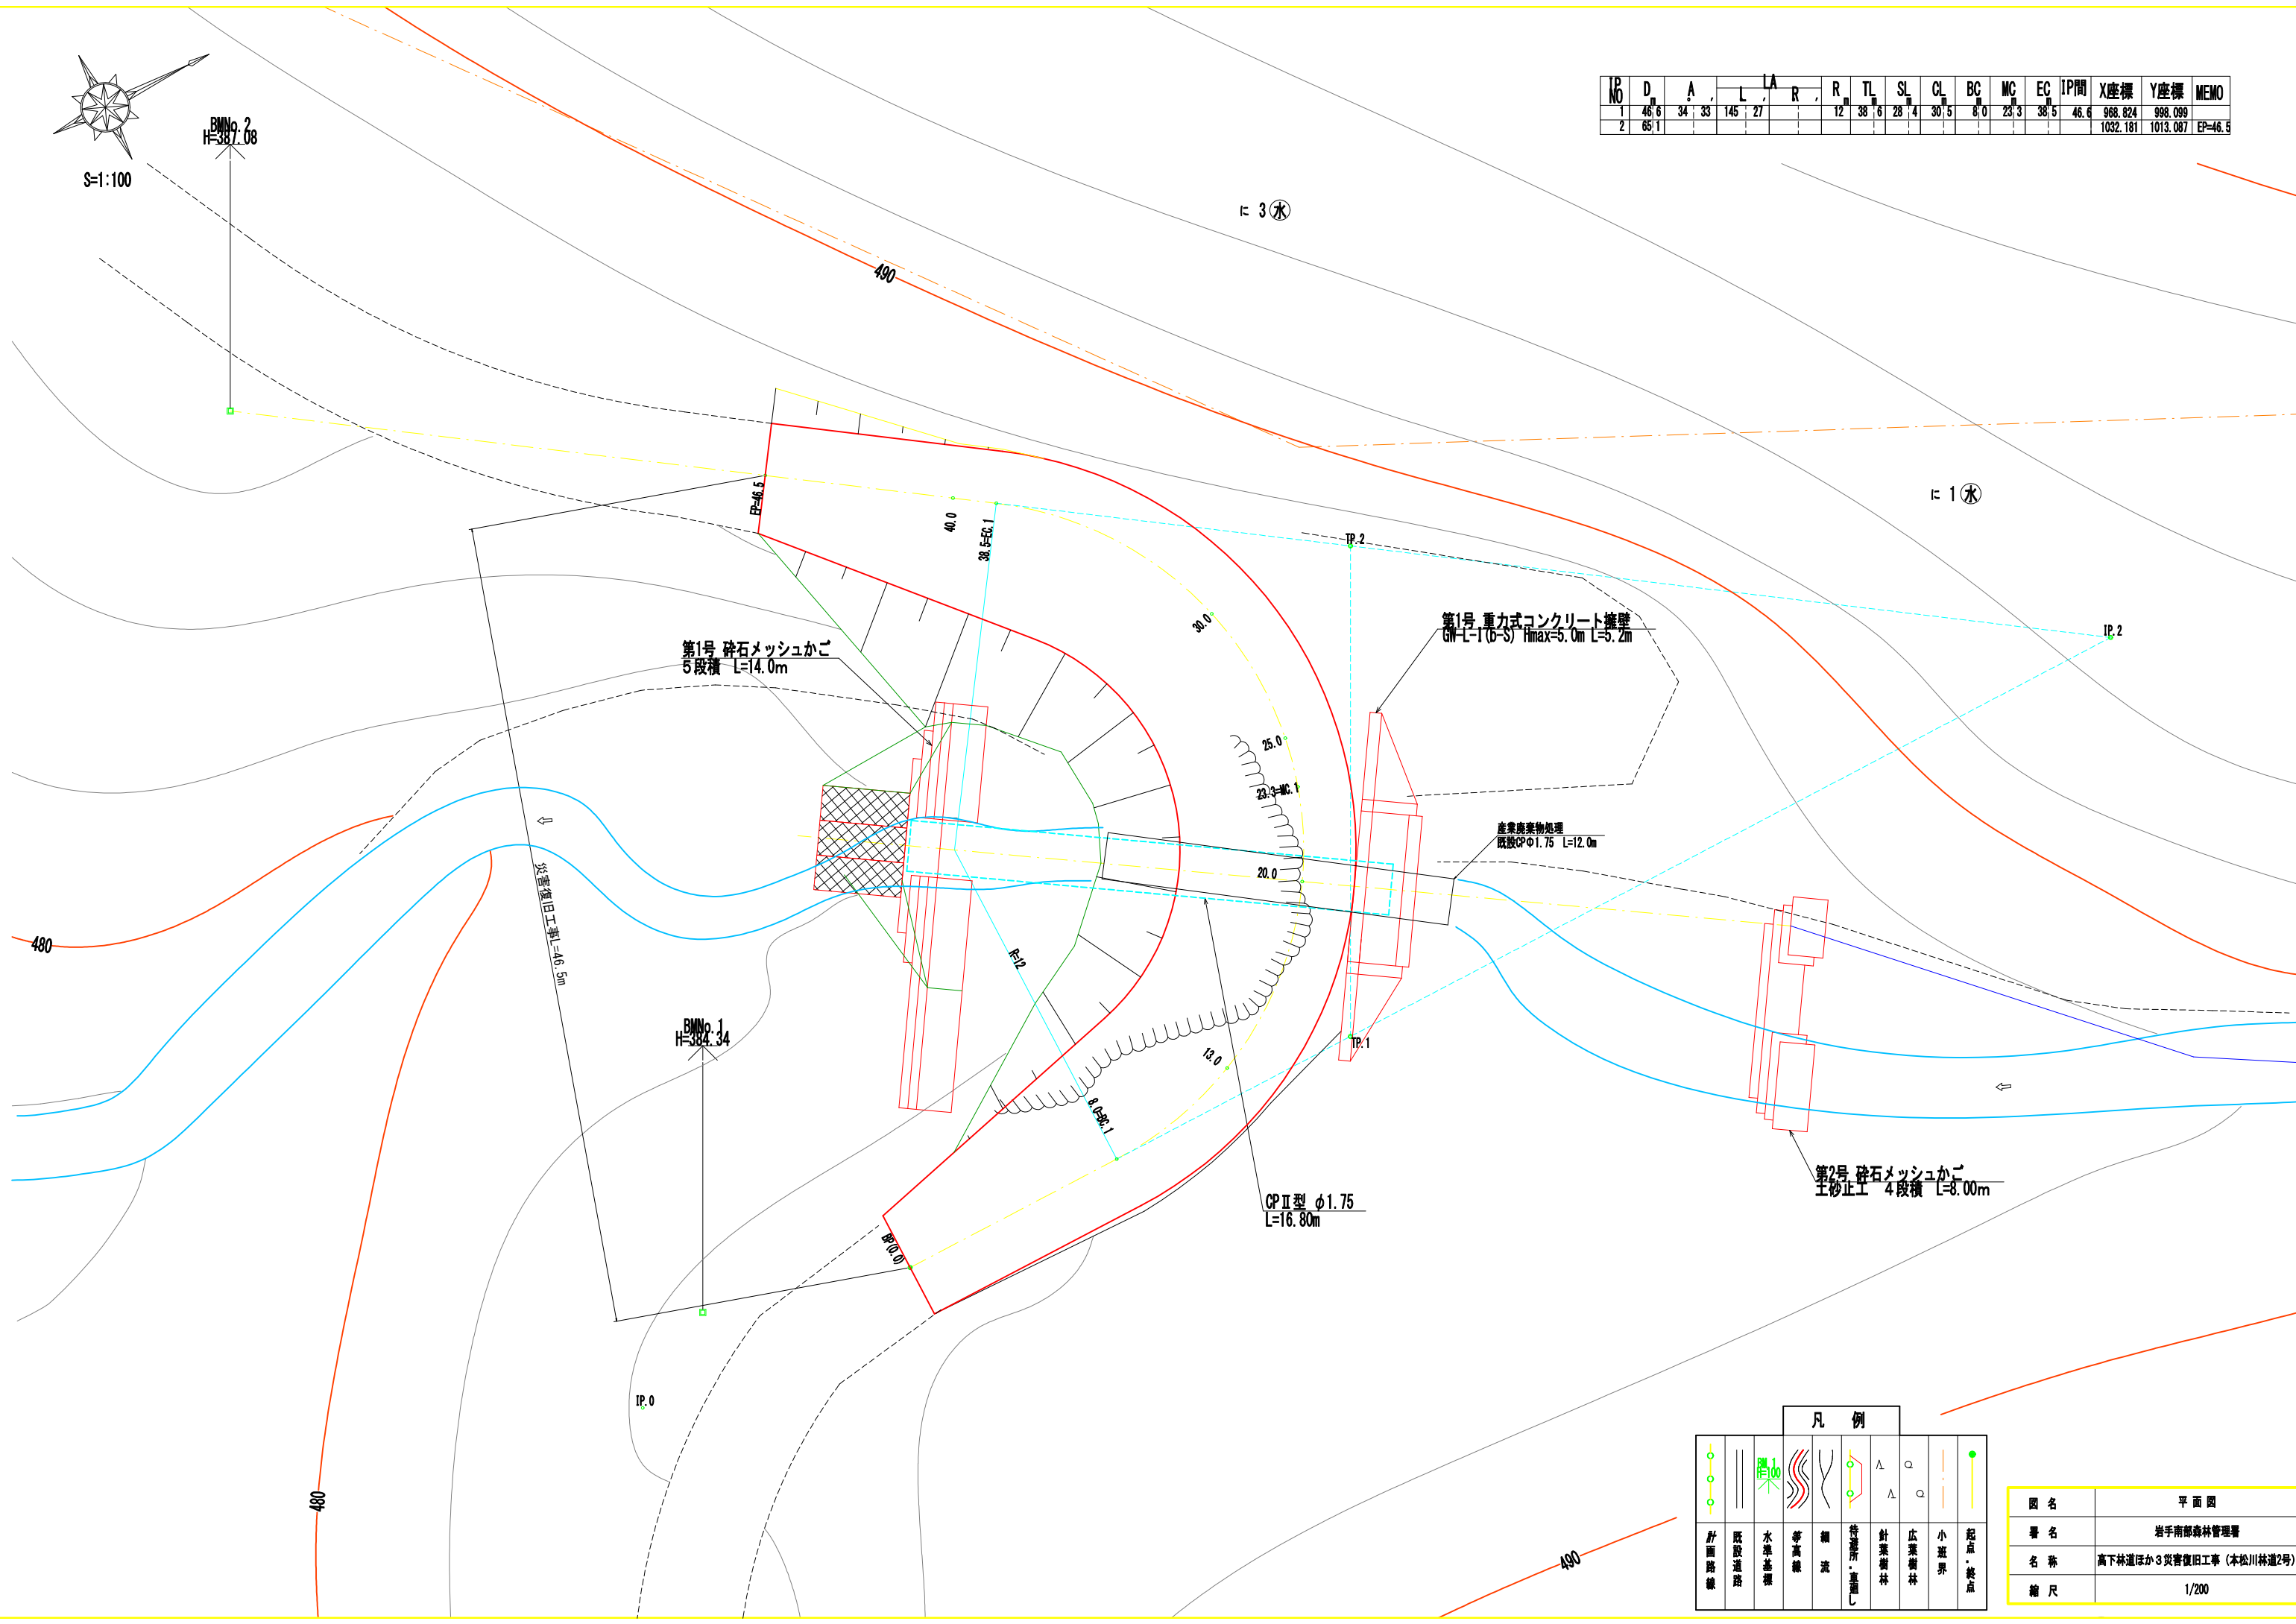 BMNo.2
H=387.08
S=1:100
IP NO D m A ° ′ LA L ′ R ′ R m TL m SL m CL m BC m MC m EC m IP間 X座標 Y座標 MEMO
1 46 6 34 33 145 27 12 38 6 28 4 30 5 8 0 23 3 38 5 46.6 968.824 998.099
2 65 1 1032.181 1013.087 EP=46.5
に 3 水
490
に 1 水
EP=46.5
40.0
38.5=EC.1
TP.2
30.0
第1号 重力式コンクリート擁壁
GW-L-I(b-S) Hmax=5.0m L=5.2m
IP.2
第1号 砕石メッシュかご
5段積 L=14.0m
25.0
23.3=MC.1
産業廃棄物処理
既設CPΦ1.75 L=12.0m
20.0
480
災害復旧工事L=46.5m
R=12
BMNo.1
H=384.34
TP.1
13.0
8.0=BC.1
第2号 砕石メッシュかご
土砂止工 4段積 L=8.00m
CPⅡ型 φ1.75
L=16.80m
BP(0.0)
IP.0
480
490
凡 例
BM.1
H=100
計画路線
既設道路
水準基標
等高線
細流
待避所・車廻し
針葉樹林
広葉樹林
小班界
起点・終点
図 名 平 面 図
署 名 岩手南部森林管理署
名 称 高下林道ほか3災害復旧工事(本松川林道2号)
縮 尺 1/200